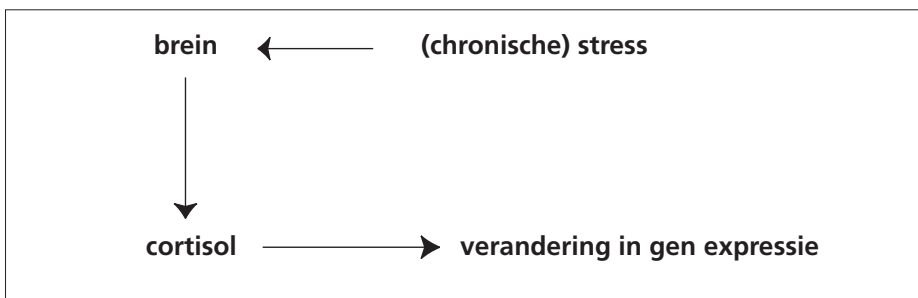 brein (chronische) stress
cortisol verandering in gen expressie